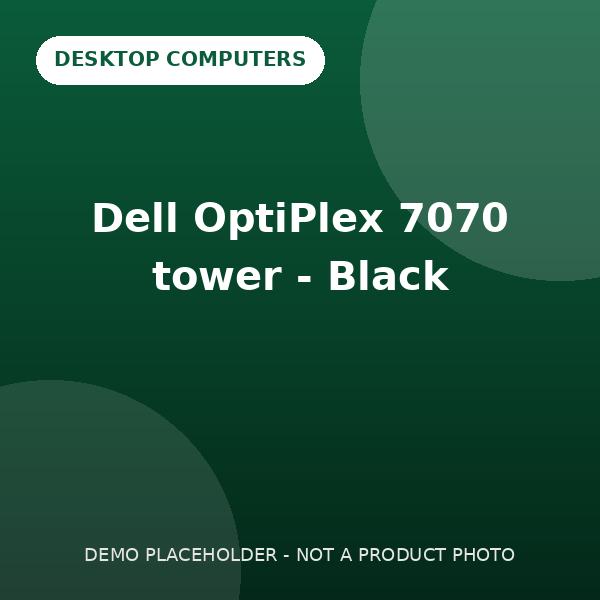 DESKTOP COMPUTERS
Dell OptiPlex 7070
tower - Black
DEMO PLACEHOLDER - NOT A PRODUCT PHOTO